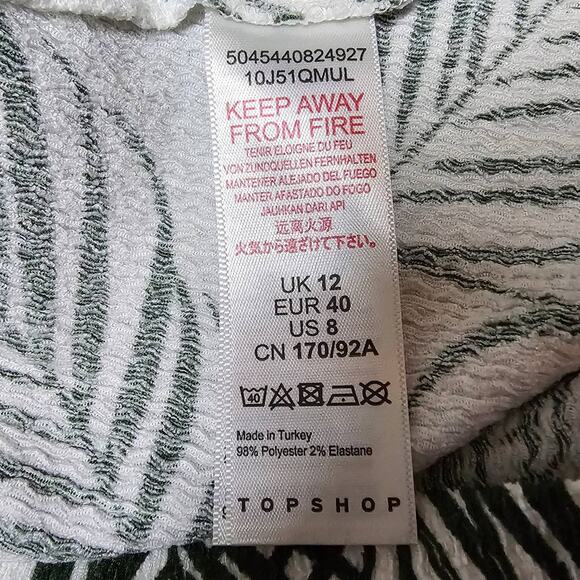 5045440824927
10J51QMUL
KEEP AWAY
FROM FIRE
TENIR ELOIGNE DU FEU
VON ZUNDQUELLEN FERNHALTEN
MANTENER ALEJADO DEL FUEGO
MANTER AFASTADO DO FOGO
JAUHKAN DARI API
远离火源
火気から遠ざけて下さい。
UK 12
EUR 40
US 8
CN 170/92A
40
Made in Turkey
98% Polyester 2% Elastane
TOPSHOP